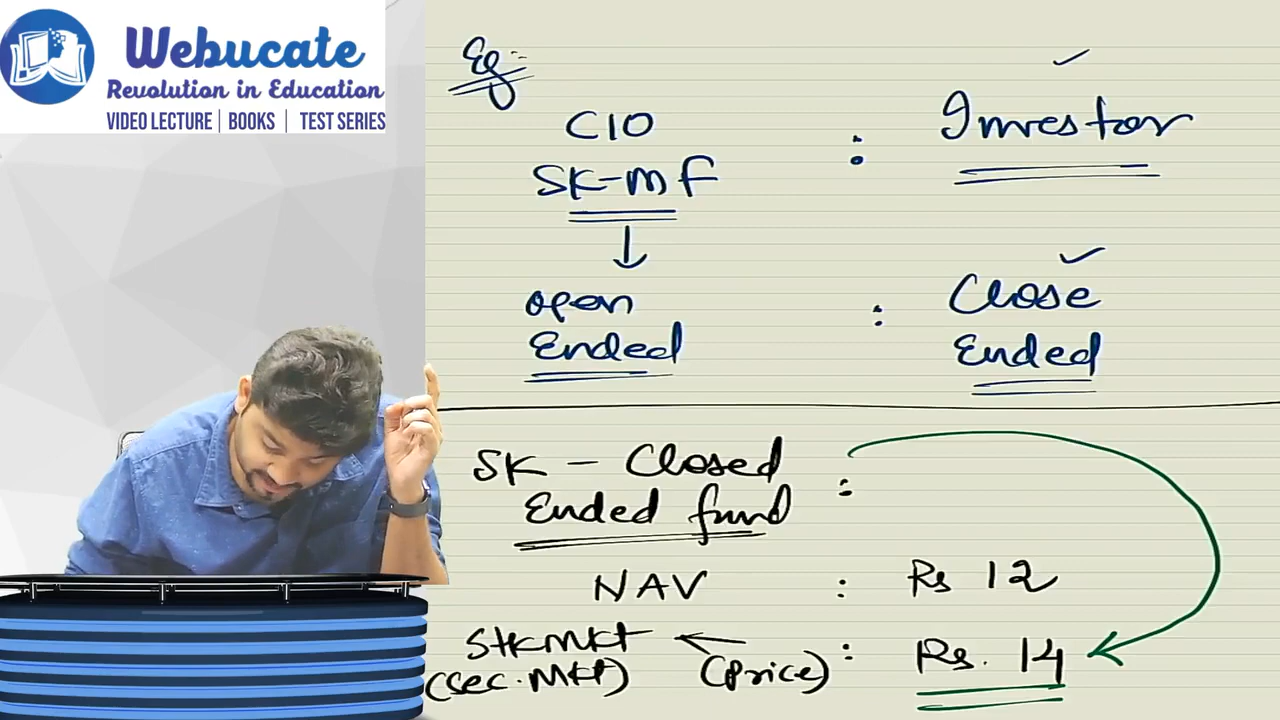 Webucate
Revolution in Education
VIDEO LECTURE | BOOKS | TEST SERIES
Eg:-
CIO : Investor
SK-MF
open : Close
Ended Ended
SK - Closed :
Ended fund
NAV : Rs 12
StkMkt (Price) : Rs. 14
(sec.Mkt)